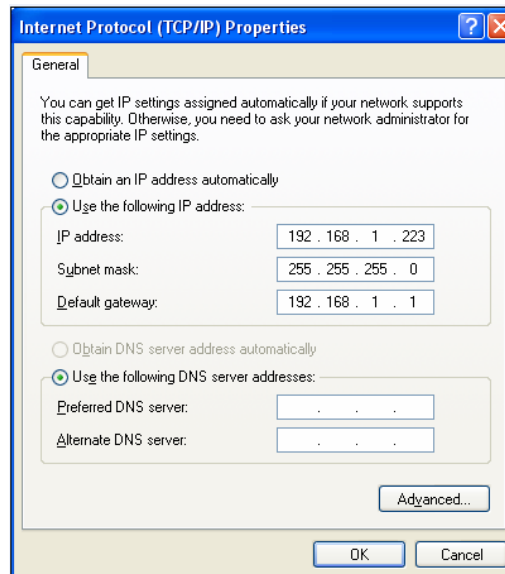 Internet Protocol (TCP/IP) Properties
General
You can get IP settings assigned automatically if your network supports
this capability. Otherwise, you need to ask your network administrator for
the appropriate IP settings.
Obtain an IP address automatically
Use the following IP address:
IP address: 192 . 168 . 1 . 223
Subnet mask: 255 . 255 . 255 . 0
Default gateway: 192 . 168 . 1 . 1
Obtain DNS server address automatically
Use the following DNS server addresses:
Preferred DNS server: . . .
Alternate DNS server: . . .
Advanced...
OK Cancel